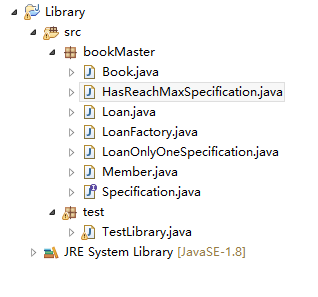 Library
src
bookMaster
Book.java
HasReachMaxSpecification.java
Loan.java
LoanFactory.java
LoanOnlyOneSpecification.java
Member.java
Specification.java
test
TestLibrary.java
JRE System Library [JavaSE-1.8]